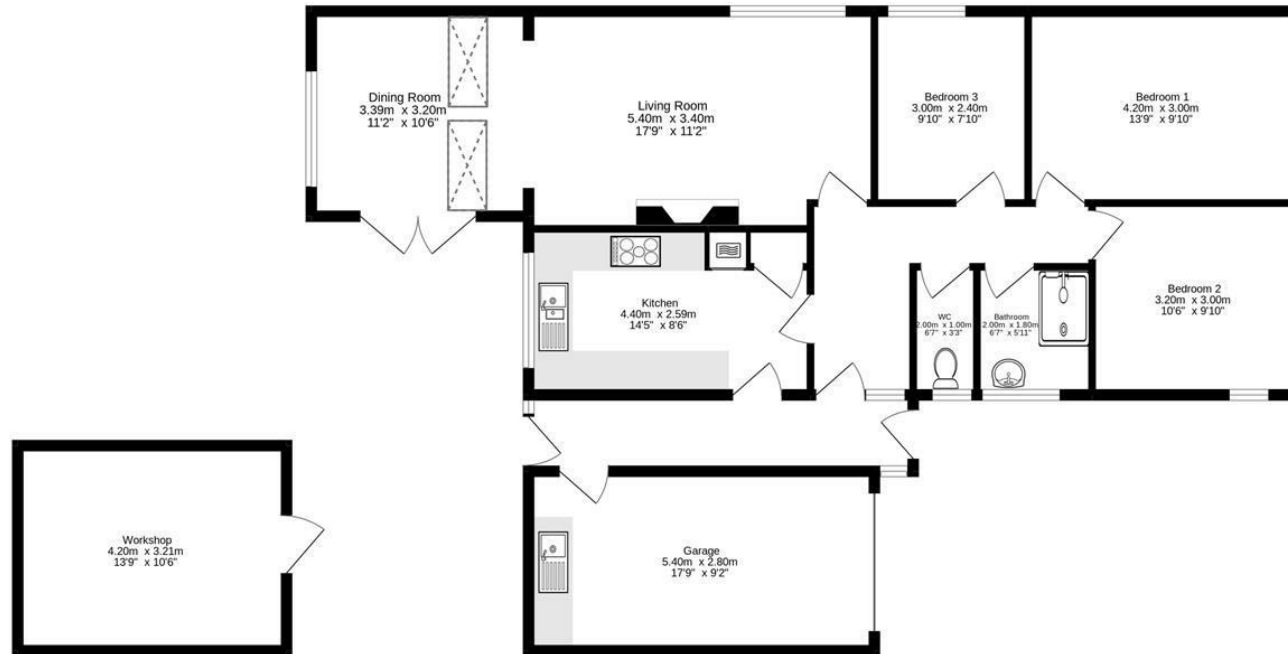 Dining Room
3.39m x 3.20m
11'2" x 10'6"
Living Room
5.40m x 3.40m
17'9" x 11'2"
Bedroom 3
3.00m x 2.40m
9'10" x 7'10"
Bedroom 1
4.20m x 3.00m
13'9" x 9'10"
Kitchen
4.40m x 2.59m
14'5" x 8'6"
WC
2.00m x 1.00m
6'7" x 3'3"
Bathroom
2.00m x 1.80m
6'7" x 5'11"
Bedroom 2
3.20m x 3.00m
10'6" x 9'10"
Workshop
4.20m x 3.21m
13'9" x 10'6"
Garage
5.40m x 2.80m
17'9" x 9'2"